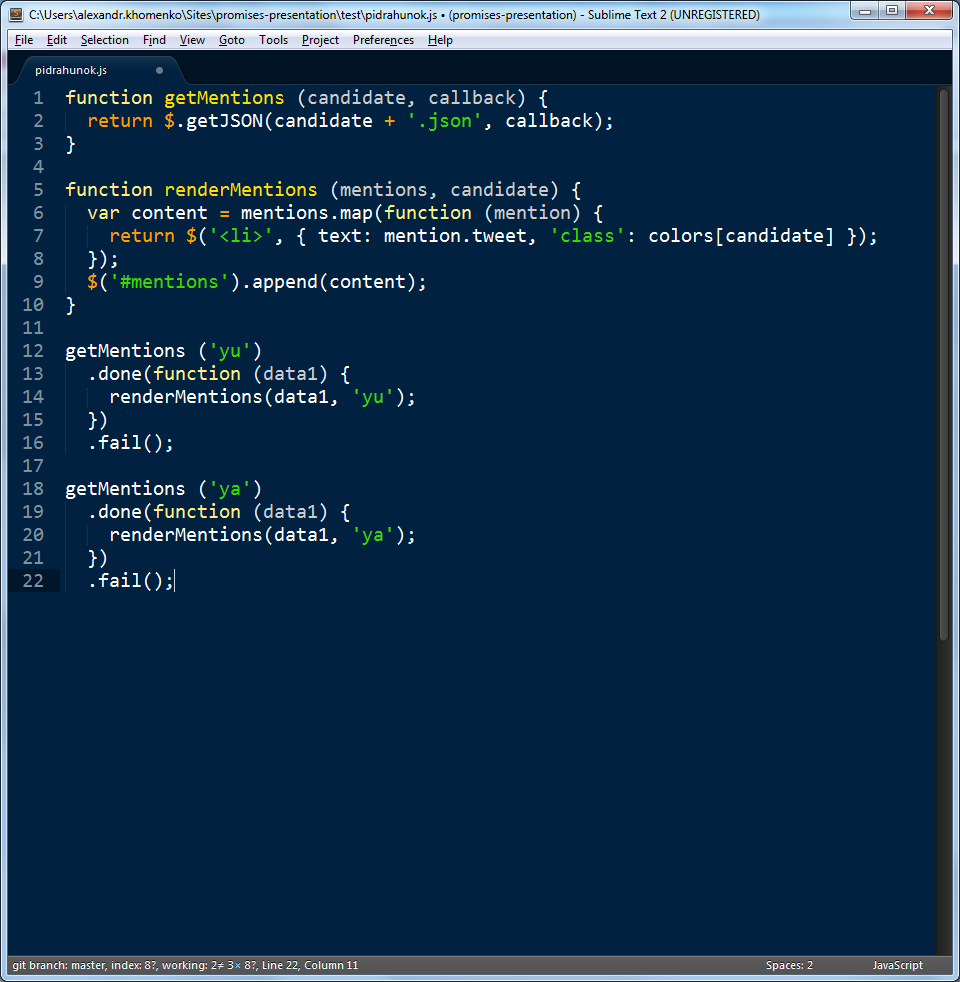 C:\Users\alexandr.khomenko\Sites\promises-presentation\test\pidrahunok.js • (promises-presentation) - Sublime Text 2 (UNREGISTERED)
File Edit Selection Find View Goto Tools Project Preferences Help
pidrahunok.js
1 function getMentions (candidate, callback) {
2   return $.getJSON(candidate + '.json', callback);
3 }
4
5 function renderMentions (mentions, candidate) {
6   var content = mentions.map(function (mention) {
7     return $('<li>', { text: mention.tweet, 'class': colors[candidate] });
8   });
9   $('#mentions').append(content);
10 }
11
12 getMentions ('yu')
13   .done(function (data1) {
14     renderMentions(data1, 'yu');
15   })
16   .fail();
17
18 getMentions ('ya')
19   .done(function (data1) {
20     renderMentions(data1, 'ya');
21   })
22   .fail();
git branch: master, index: 8?, working: 2≠ 3× 8?, Line 22, Column 11 Spaces: 2 JavaScript